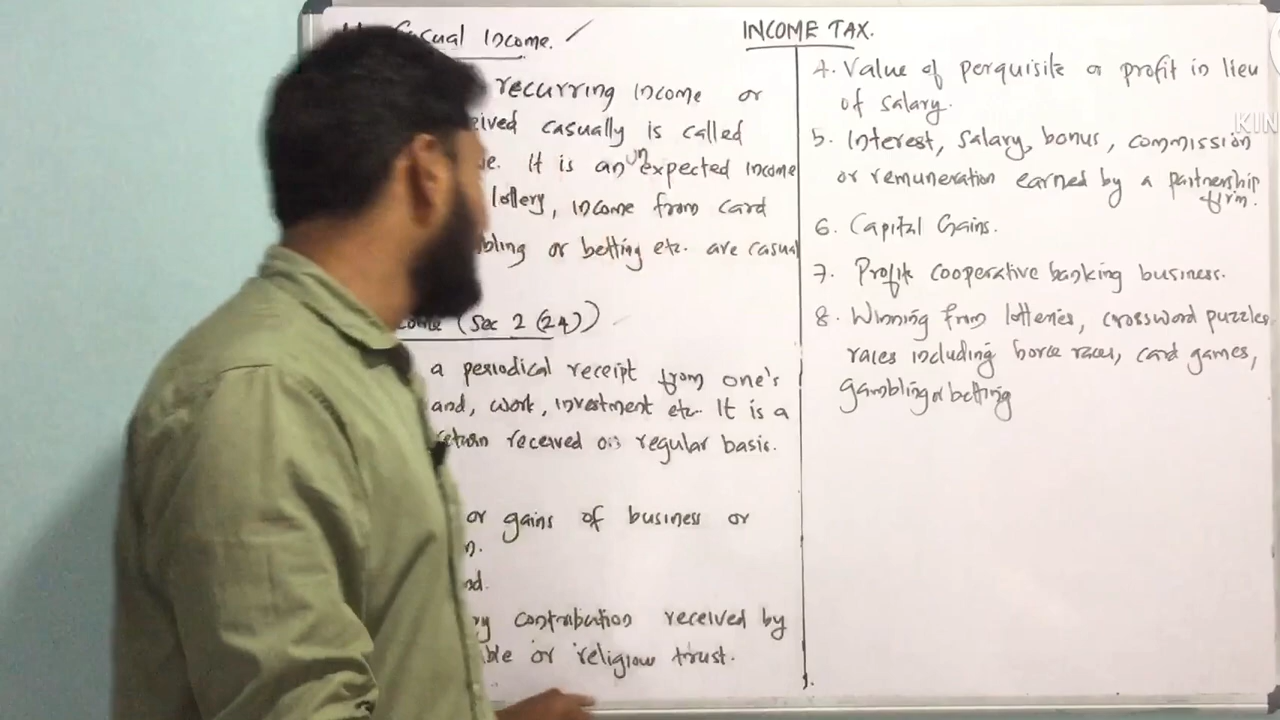 Casual Income.
recurring income or
casually is called
It is an unexpected income
lottery, income from card
or betting etc. are casual
(Sec 2 (24))
a periodical receipt from one's
and, work, investment etc. It is a
return received on regular basis.
or gains of business or
n.
nd.
ry contribution received by
ble or religious trust.
INCOME TAX.
4. Value of perquisite or profit in lieu
of salary.
5. Interest, salary, bonus, commission
or remuneration earned by a partnership
firm.
6. Capital Gains.
7. Profit cooperative banking business.
8. Winning from lotteries, crossword puzzles
races including horse races, card games,
gambling or betting
KIN